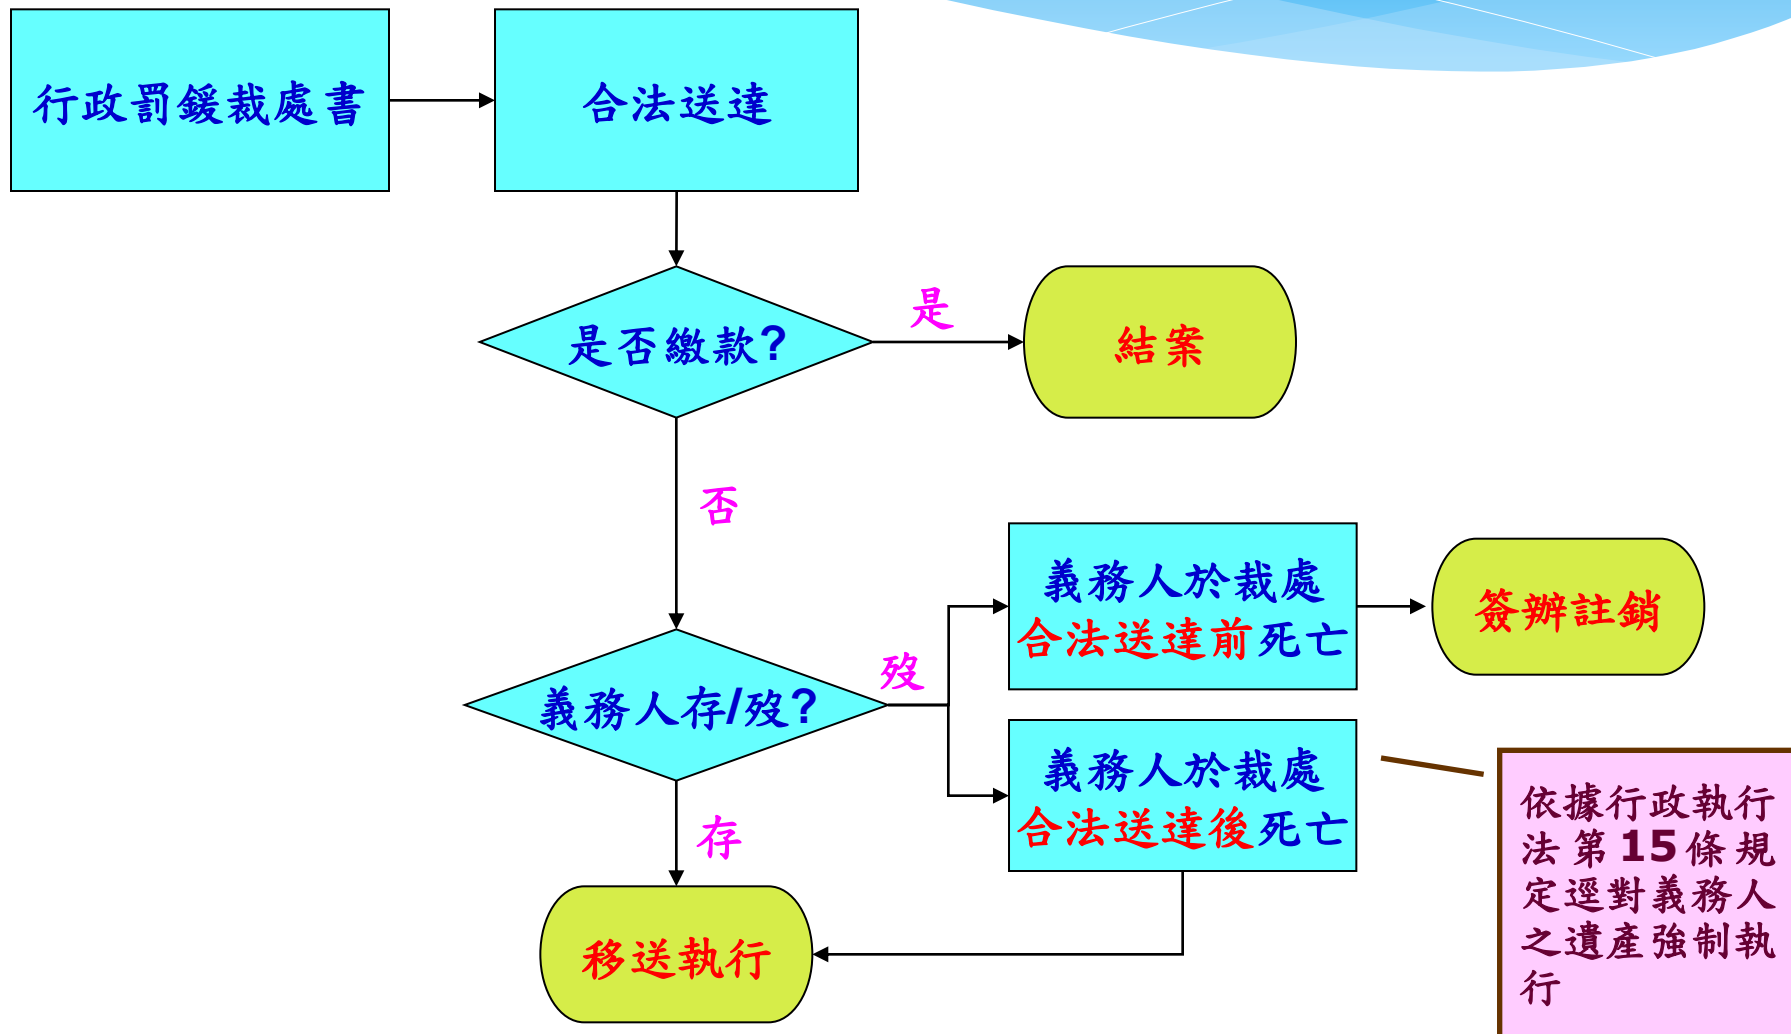 行政罰鍰裁處書
合法送達
是否繳款?
是
結案
否
義務人存/歿?
歿
義務人於裁處
合法送達前死亡
簽辦註銷
義務人於裁處
合法送達後死亡
存
移送執行
依據行政執行
法第15條規
定逕對義務人
之遺產強制執
行